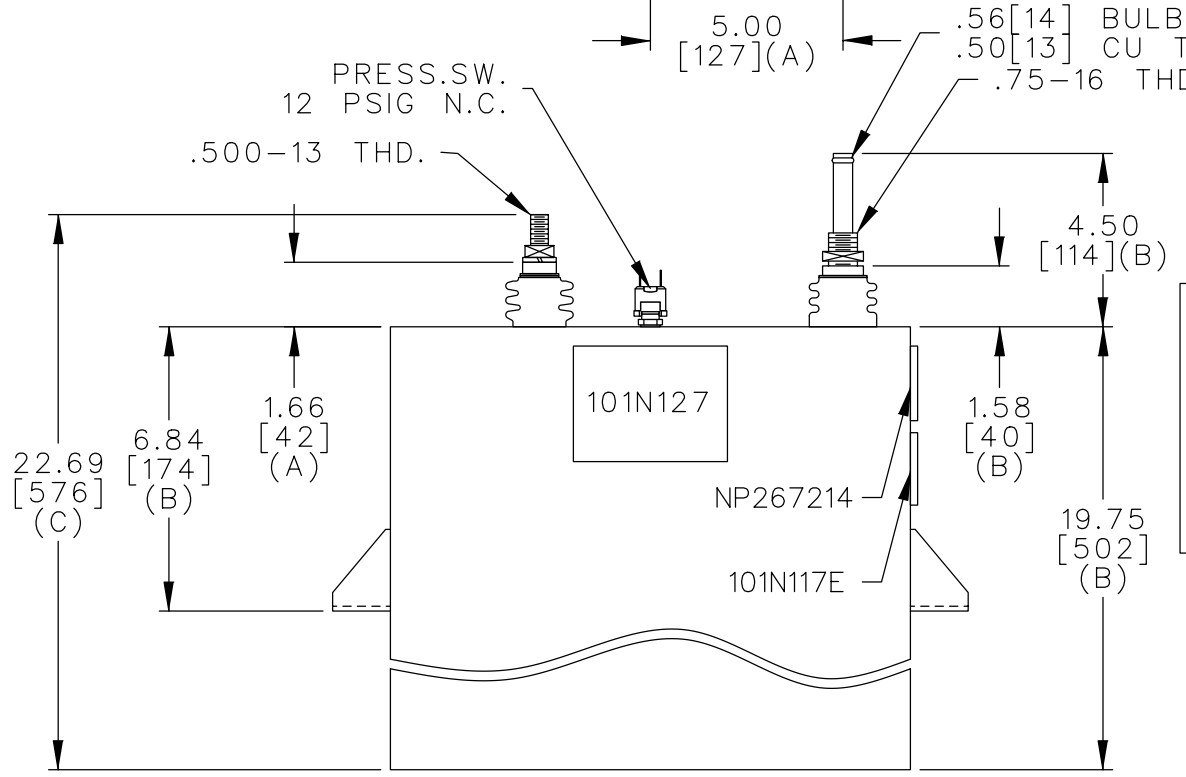 5.00
[127](A)
.56[14] BULB
.50[13] CU
.75-16
PRESS.SW.
12 PSIG N.C.
.500-13 THD.
4.50
[114](B)
101N127
1.66
[42]
(A)
1.58
[40]
(B)
6.84
[174]
(B)
22.69
[576]
(C)
NP267214
19.75
[502]
(B)
101N117E